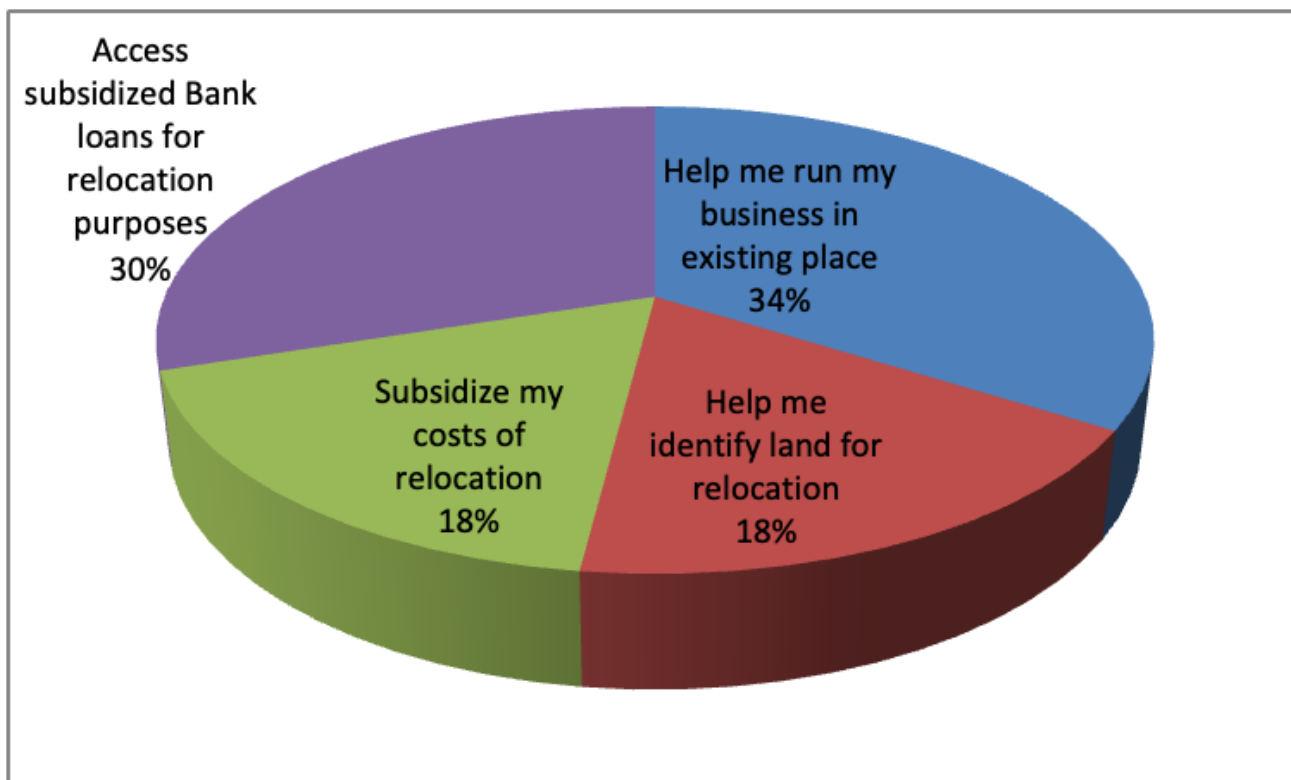 Access
subsidized Bank
loans for
relocation
purposes
30%
Help me run my
business in
existing place
34%
Subsidize my
costs of
relocation
18%
Help me
identify land for
relocation
18%